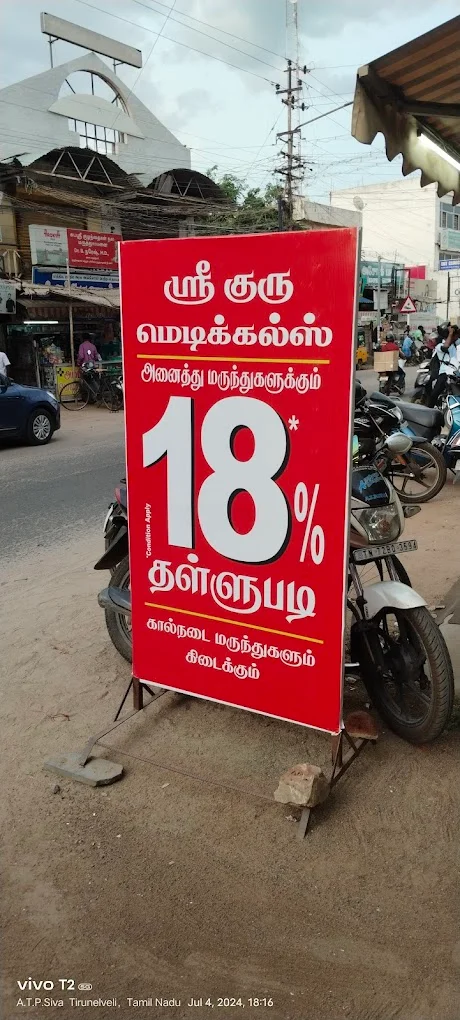 ஸ்ரீ குரு
மெடிக்கல்ஸ்
அனைத்து மருந்துகளுக்கும்
18*%
*Condition Apply
தள்ளுபடி
கால்நடை மருந்துகளும்
கிடைக்கும்
vivo T2 5G
A.T.P.Siva Tirunelveli, Tamil Nadu Jul 4, 2024, 18:16